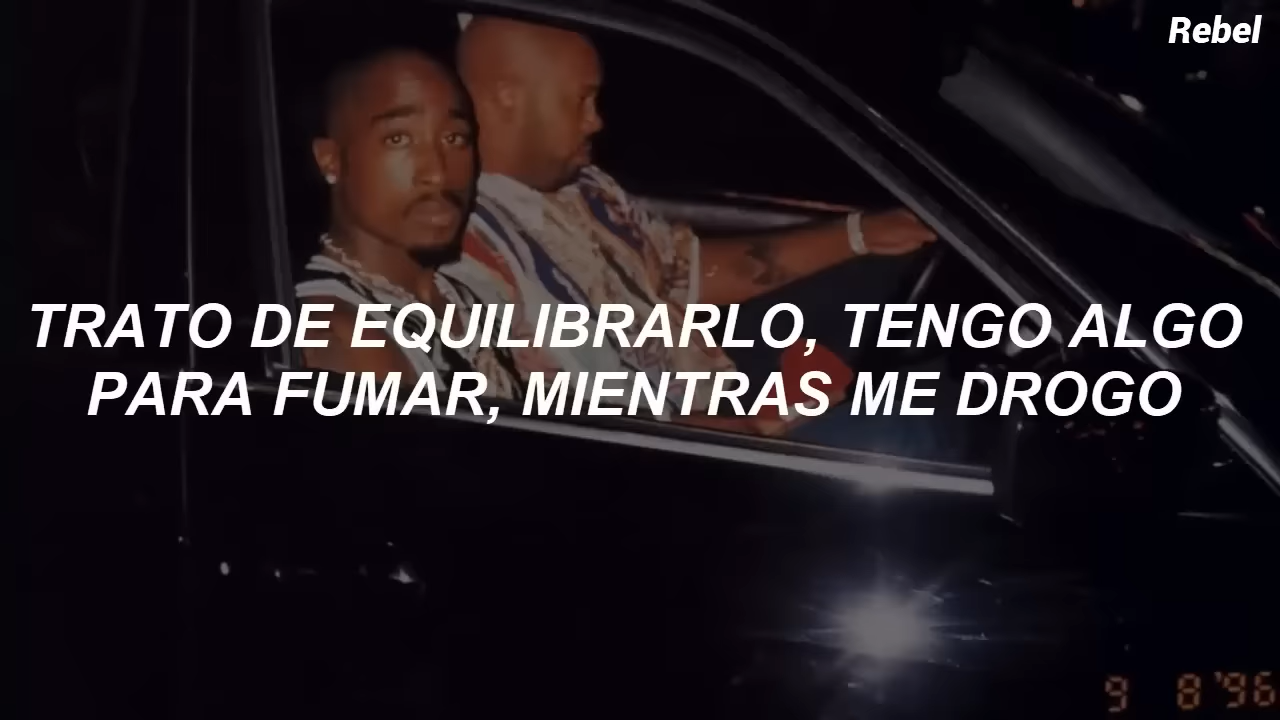 Rebel
TRATO DE EQUILIBRARLO, TENGO ALGO
PARA FUMAR, MIENTRAS ME DROGO
9 8 '96